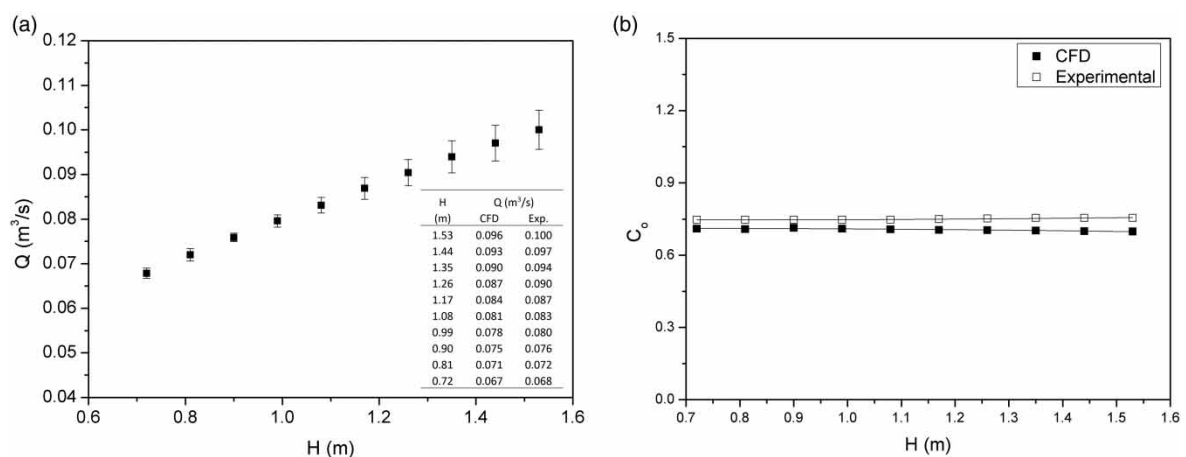 (a)
0.12
0.11
0.10
0.09
0.08
0.07
0.06
0.05
0.04
Q (m³/s)
0.6 0.8 1.0 1.2 1.4 1.6
H (m)
H Q (m³/s)
(m) CFD Exp.
1.53 0.096 0.100
1.44 0.093 0.097
1.35 0.090 0.094
1.26 0.087 0.090
1.17 0.084 0.087
1.08 0.081 0.083
0.99 0.078 0.080
0.90 0.075 0.076
0.81 0.071 0.072
0.72 0.067 0.068
(b)
1.5
1.2
0.9
0.6
0.3
0.0
Cₒ
0.7 0.8 0.9 1.0 1.1 1.2 1.3 1.4 1.5 1.6
H (m)
CFD
Experimental